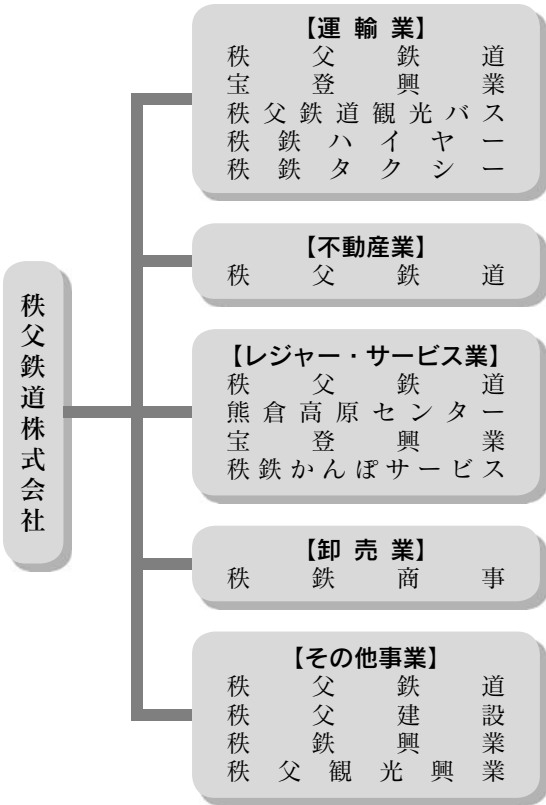 秩父鉄道株式会社
【運輸業】
秩父鉄道
宝登興業
秩父鉄道観光バス
秩鉄ハイヤー
秩鉄タクシー
【不動産業】
秩父鉄道
【レジャー・サービス業】
秩父鉄道
熊倉高原センター
宝登興業
秩鉄かんぽサービス
【卸売業】
秩鉄商事
【その他事業】
秩父鉄道
秩父建設
秩鉄興業
秩父観光興業